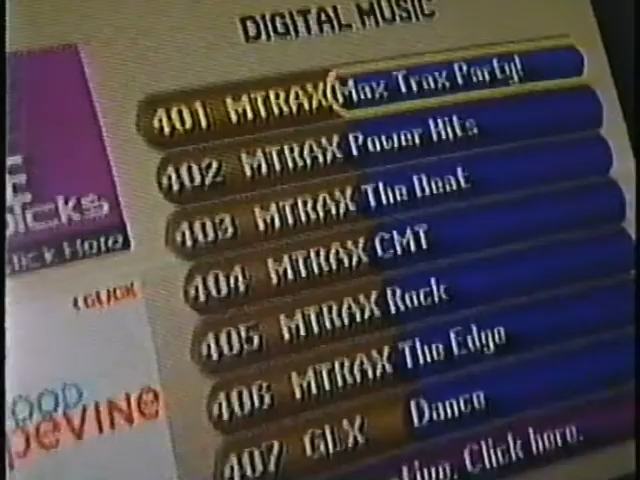 DIGITAL MUSIC
401 MTRAX Max Trax Party!
402 MTRAX Power Hits
403 MTRAX The Beat
404 MTRAX CMT
405 MTRAX Rock
406 MTRAX The Edge
407 GLX Dance
Click here.
picks
Click Here